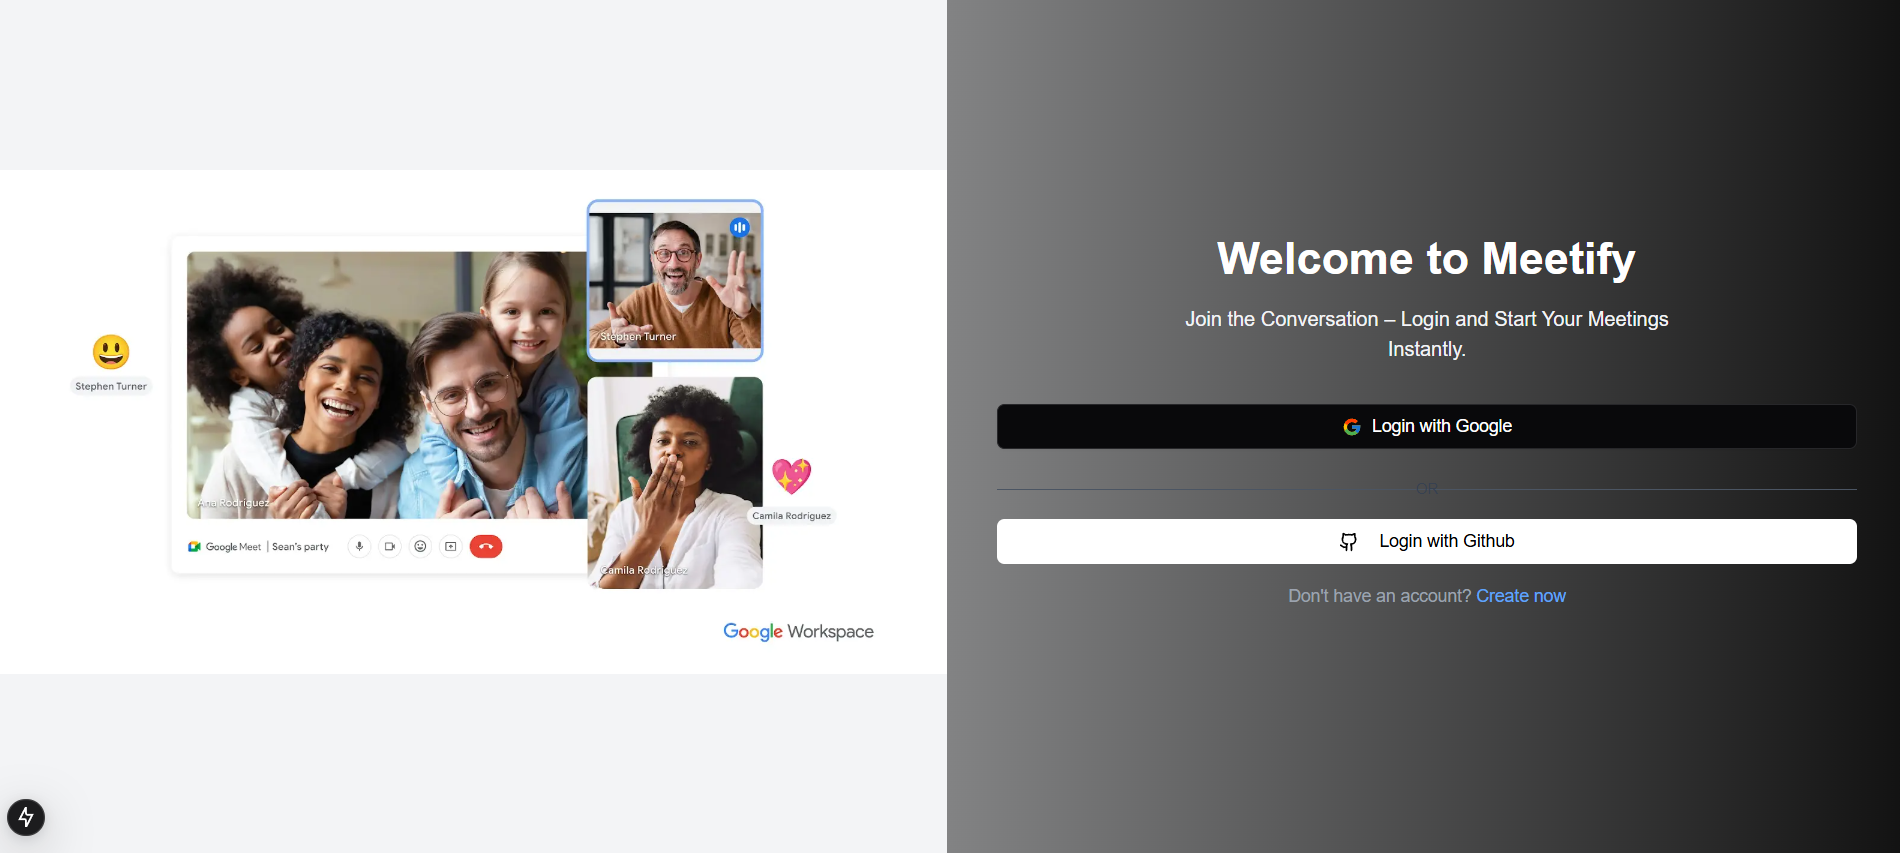 Stephen Turner
Stephen Turner
Ana Rodriguez
Camila Rodriguez
Camila Rodriguez
Google Meet | Sean's party
Google Workspace
Welcome to Meetify
Join the Conversation – Login and Start Your Meetings
Instantly.
Login with Google
OR
Login with Github
Don't have an account? Create now